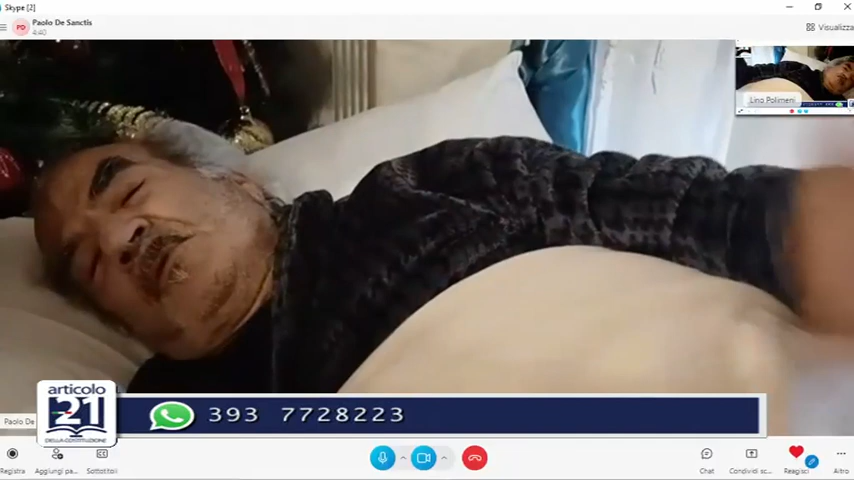 Skype [2]
PD
Paolo De Sanctis
4:40
Visualizza
Lino Polimeni
articolo
21
DELLA COSTITUZIONE
393 7728223
Paolo De
Registra
Aggiungi pa...
Sottotitoli
Chat
Condividi sc...
Reagisci
Altro